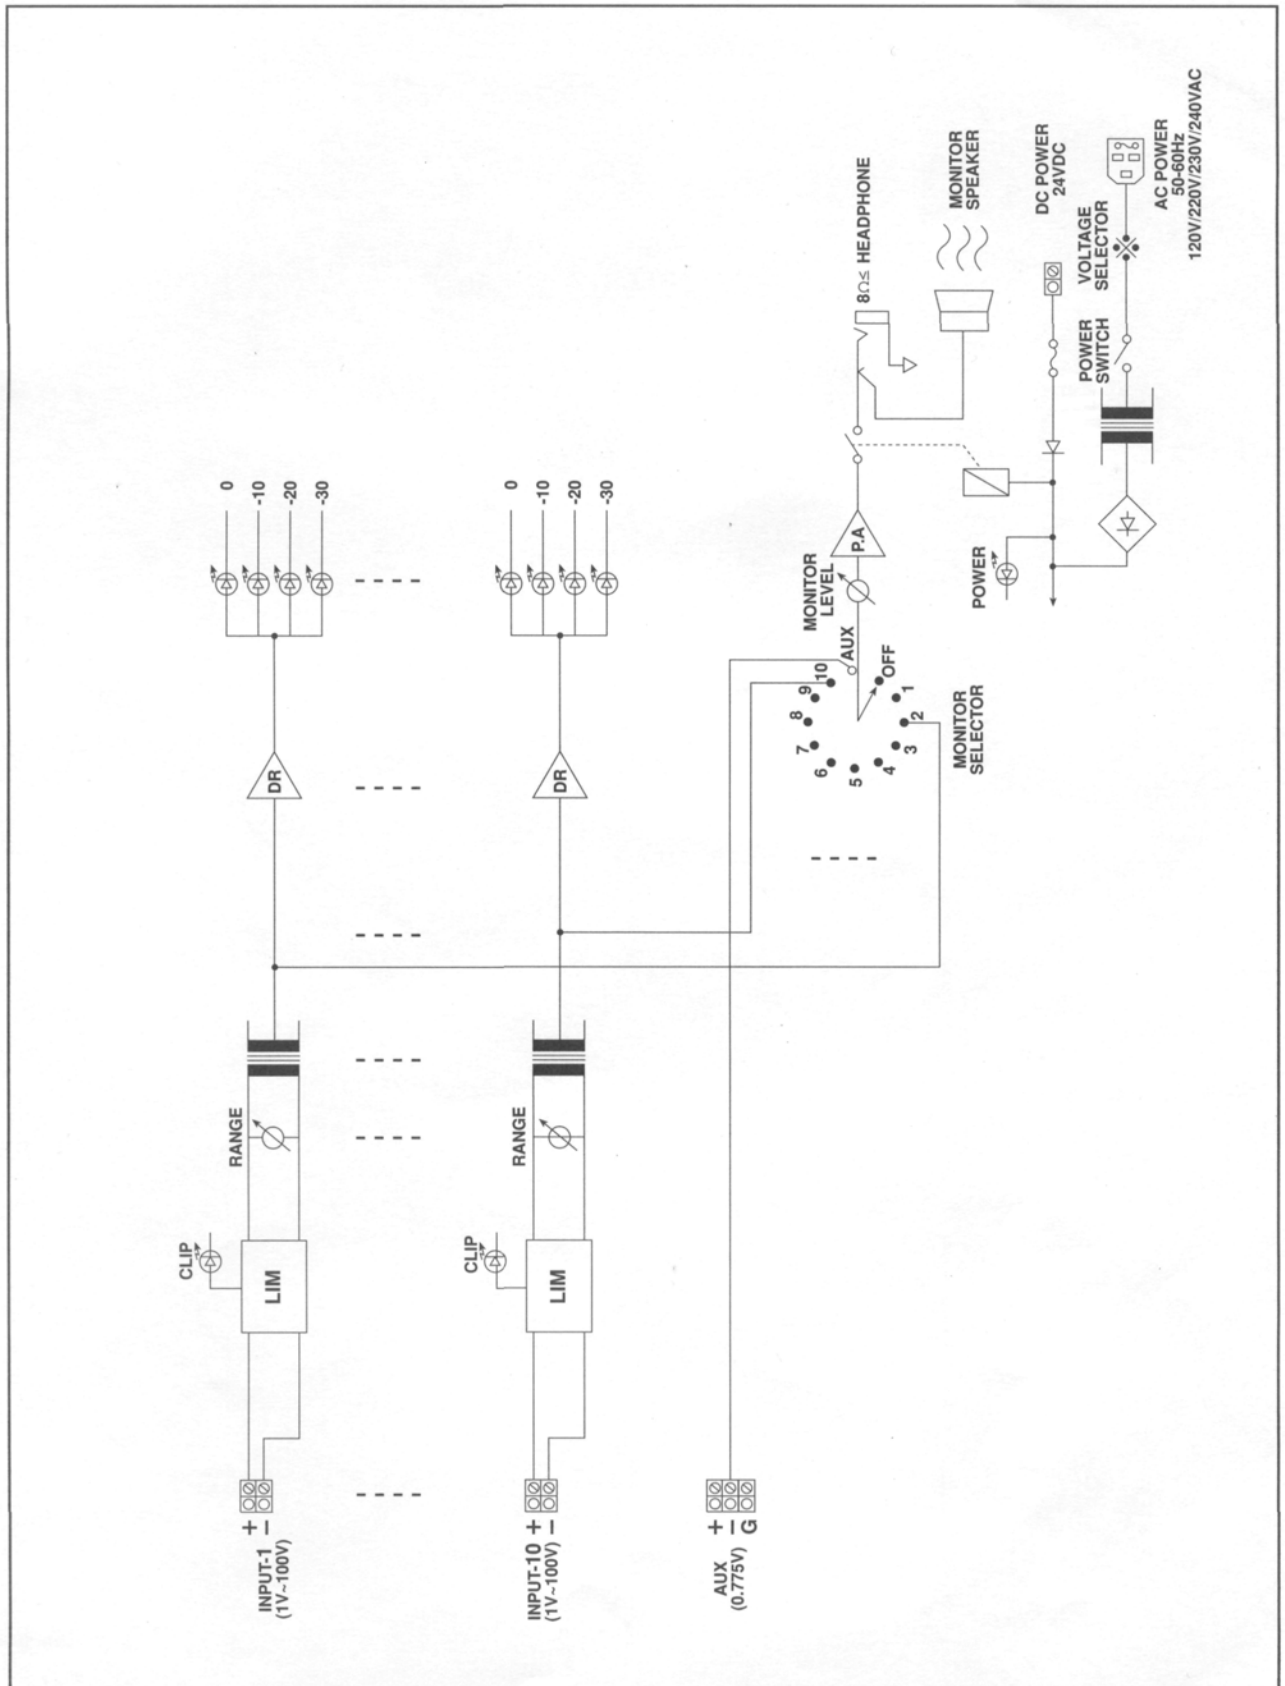 INPUT-1
(1V~100V)
+
−
CLIP
LIM
RANGE
DR
0
-10
-20
-30
INPUT-10
(1V~100V)
+
−
CLIP
LIM
RANGE
DR
0
-10
-20
-30
AUX
(0.775V)
+
−
G
MONITOR
SELECTOR
OFF
1
2
3
4
5
6
7
8
9
10
AUX
MONITOR
LEVEL
P.A
8Ω≤ HEADPHONE
MONITOR
SPEAKER
POWER
DC POWER
24VDC
POWER
SWITCH
VOLTAGE
SELECTOR
AC POWER
50-60Hz
120V/220V/230V/240VAC